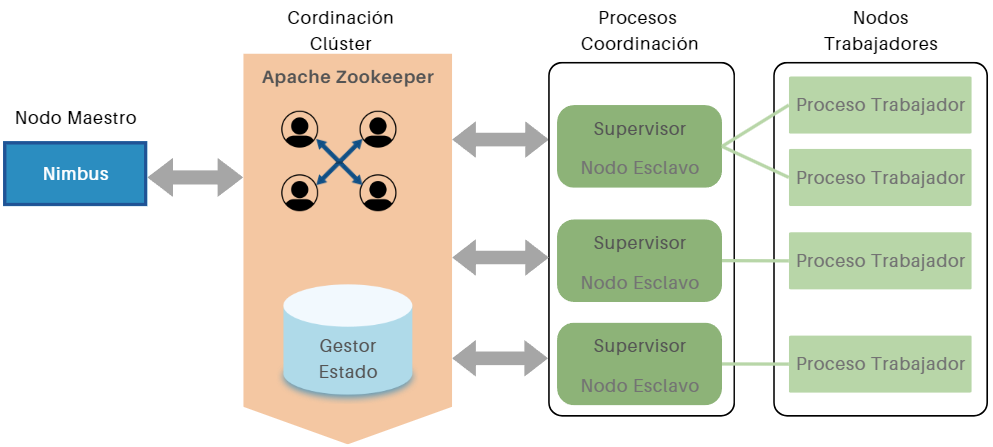 Cordinación
Clúster
Procesos
Coordinación
Nodos
Trabajadores
Nodo Maestro
Nimbus
Apache Zookeeper
Gestor
Estado
Supervisor
Nodo Esclavo
Supervisor
Nodo Esclavo
Supervisor
Nodo Esclavo
Proceso Trabajador
Proceso Trabajador
Proceso Trabajador
Proceso Trabajador